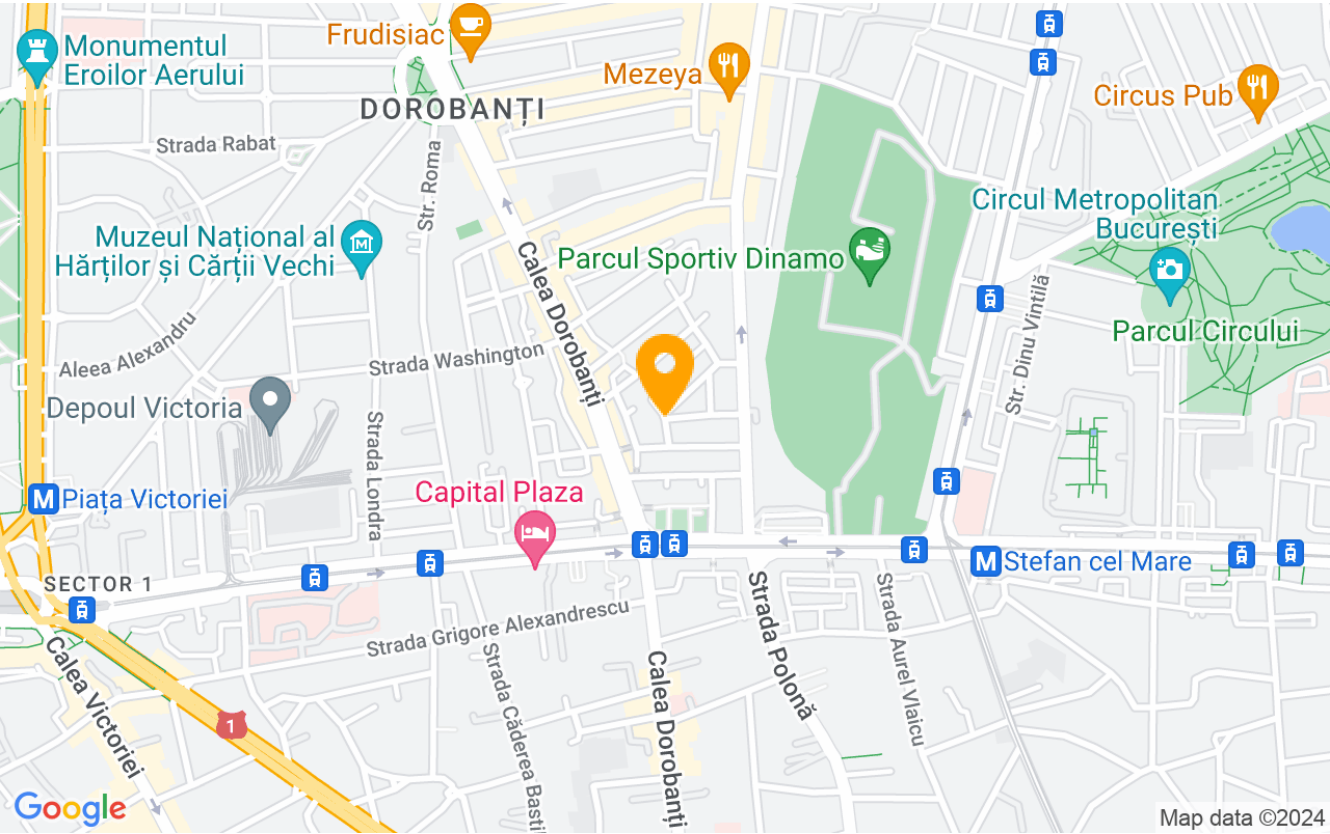 Monumentul
Eroilor Aerului
Frudisiac
Mezeya
Circus Pub
DOROBANȚI
Strada Rabat
Str. Roma
Circul Metropolitan
București
Muzeul Național al
Hărților și Cărții Vechi
Calea Dorobanți
Parcul Sportiv Dinamo
Str. Dinu Vintilă
Parcul Circului
Aleea Alexandru
Strada Washington
Depoul Victoria
Strada Londra
Capital Plaza
M Piața Victoriei
M Stefan cel Mare
SECTOR 1
Strada Grigore Alexandrescu
Strada Polonă
Strada Aurel Vlaicu
Calea Victoriei
Strada Căderea Bastil
Calea Dorobanți
1
Google
Map data ©2024